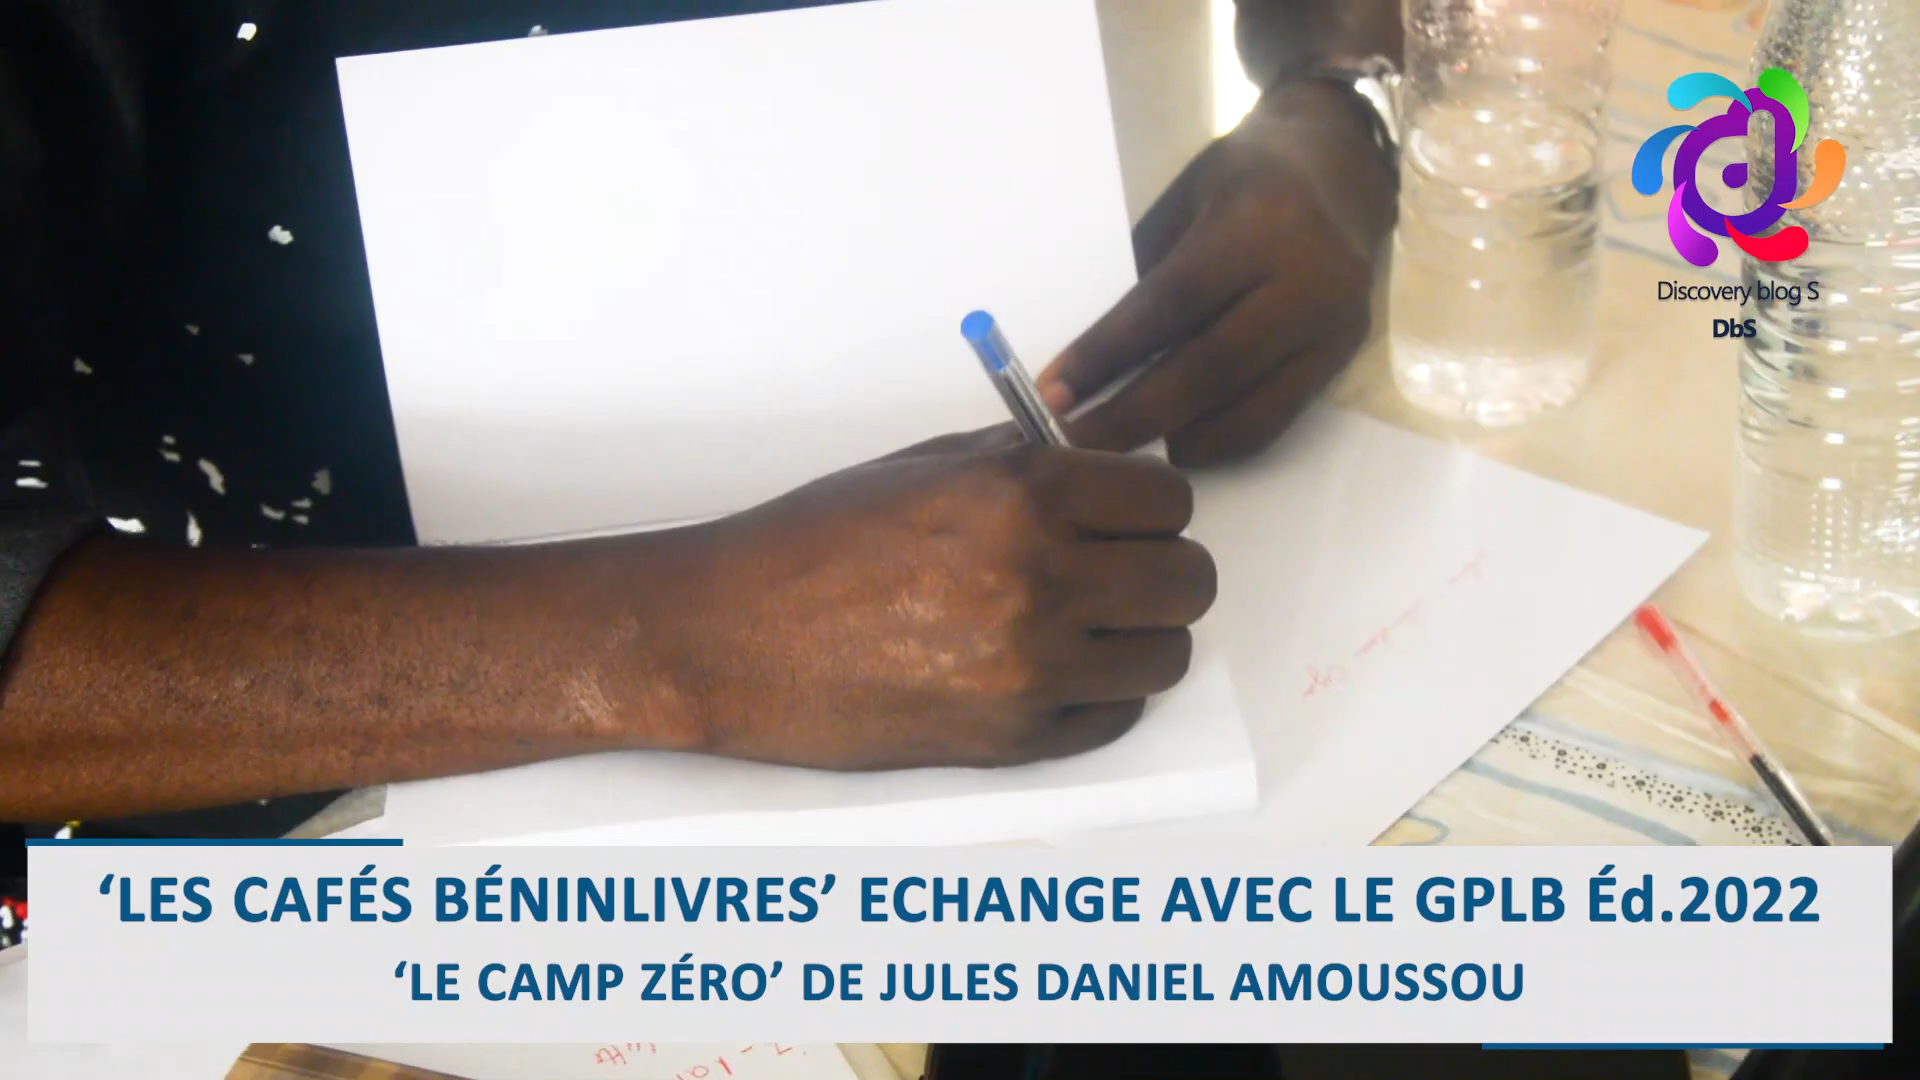 Discovery blog S
DbS
‘LES CAFÉS BÉNINLIVRES’ ECHANGE AVEC LE GPLB Éd.2022
‘LE CAMP ZÉRO’ DE JULES DANIEL AMOUSSOU